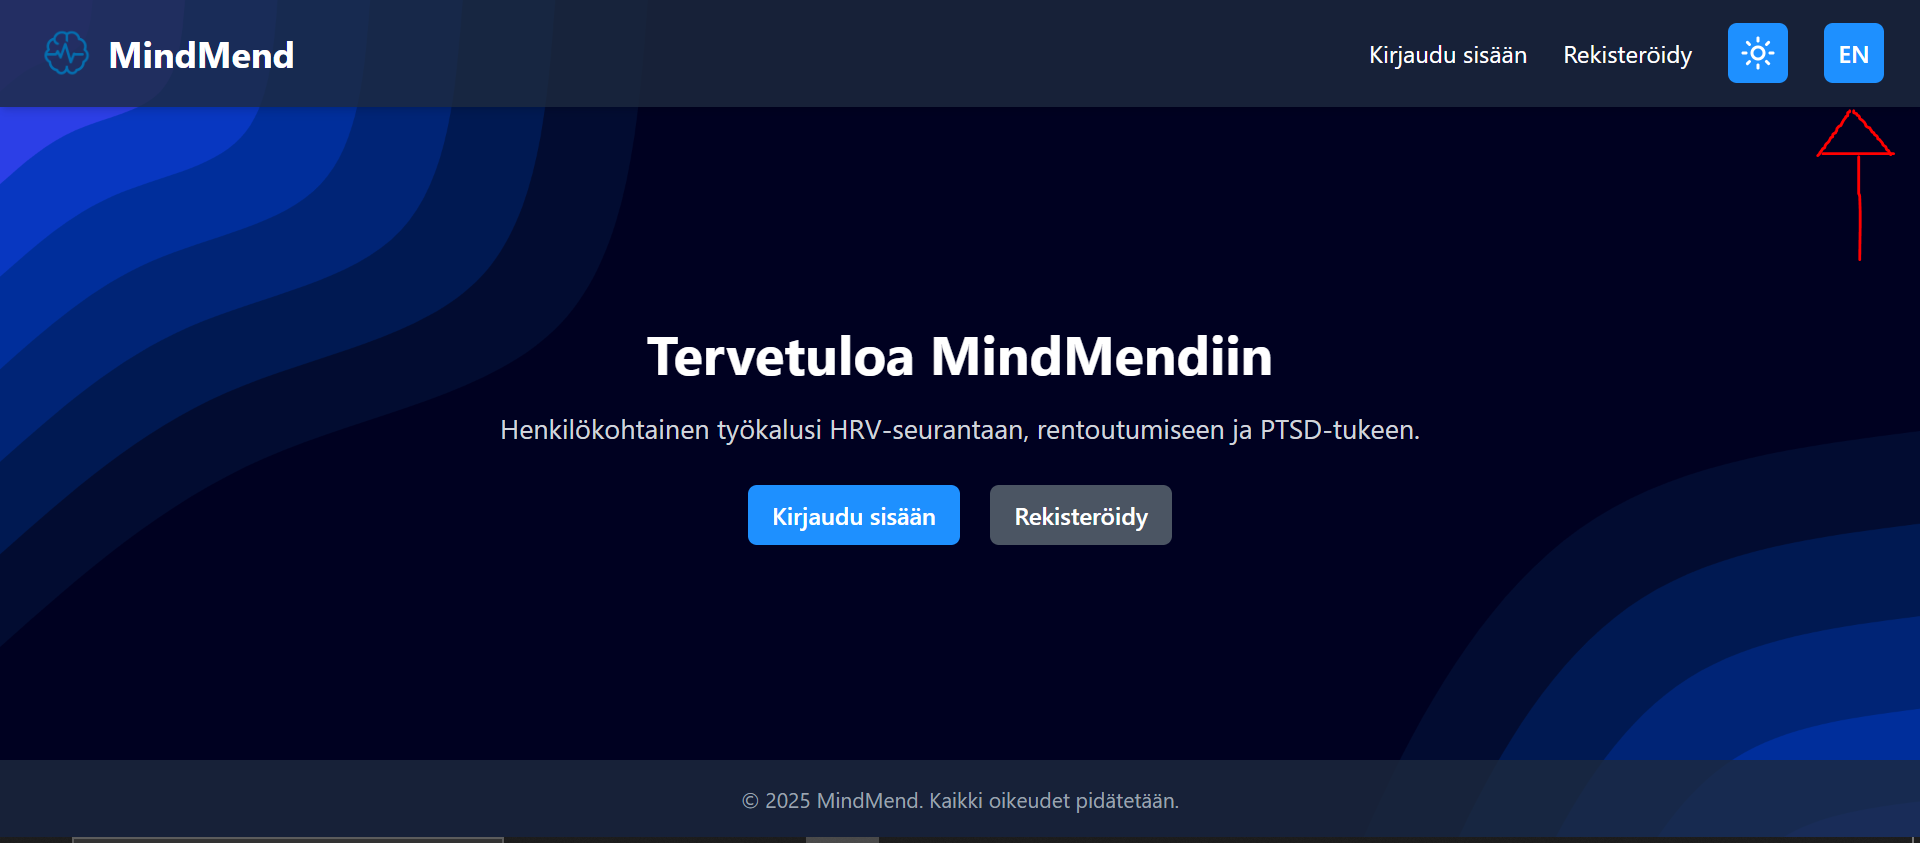 MindMend
Kirjaudu sisään
Rekisteröidy
EN
Tervetuloa MindMendiin
Henkilökohtainen työkalusi HRV-seurantaan, rentoutumiseen ja PTSD-tukeen.
Kirjaudu sisään
Rekisteröidy
© 2025 MindMend. Kaikki oikeudet pidätetään.